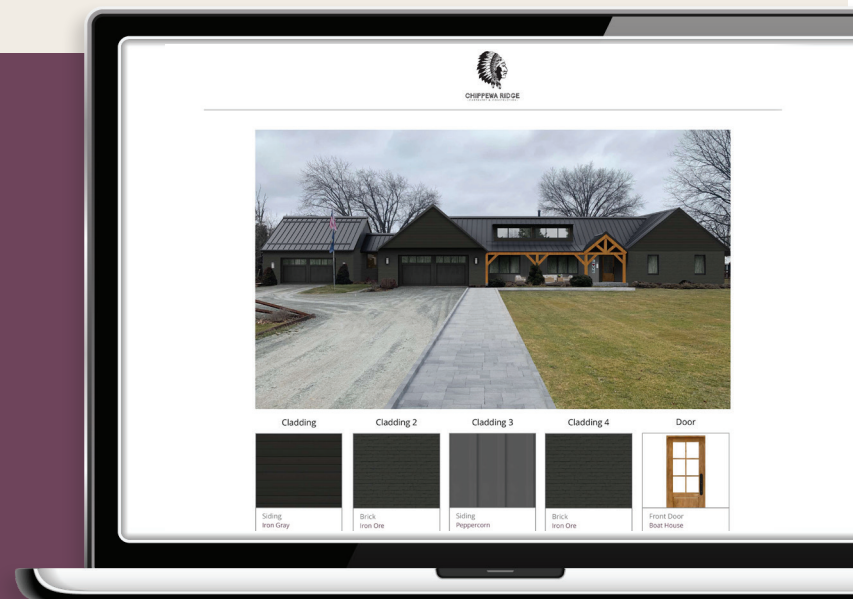 CHIPPEWA RIDGE
Cladding
Cladding 2
Cladding 3
Cladding 4
Door
Siding
Iron Gray
Brick
Iron Ore
Siding
Peppercorn
Brick
Iron Ore
Front Door
Boat House